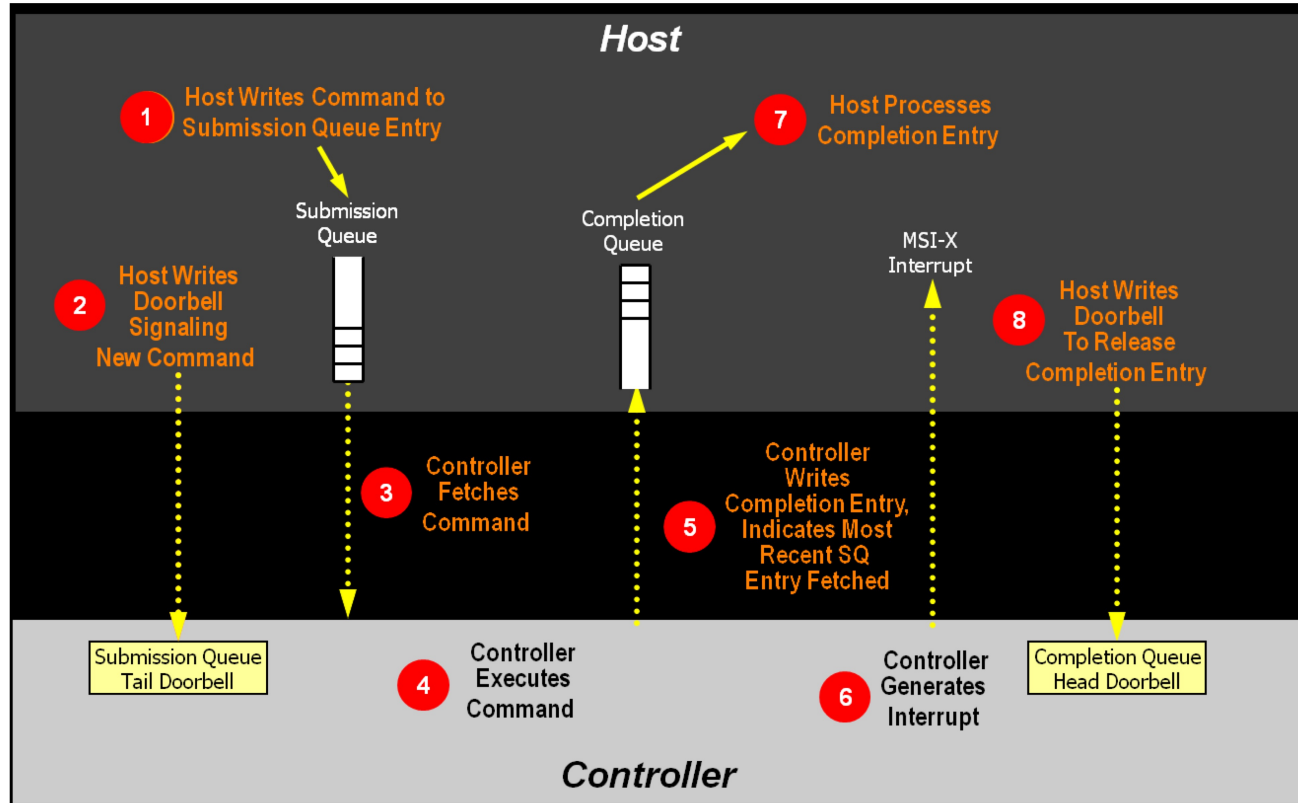 Host
1
Host Writes Command to
Submission Queue Entry
7
Host Processes
Completion Entry
Submission
Queue
Completion
Queue
MSI-X
Interrupt
2
Host Writes
Doorbell
Signaling
New Command
8
Host Writes
Doorbell
To Release
Completion Entry
3
Controller
Fetches
Command
5
Controller
Writes
Completion Entry,
Indicates Most
Recent SQ
Entry Fetched
Submission Queue
Tail Doorbell
4
Controller
Executes
Command
6
Controller
Generates
Interrupt
Completion Queue
Head Doorbell
Controller